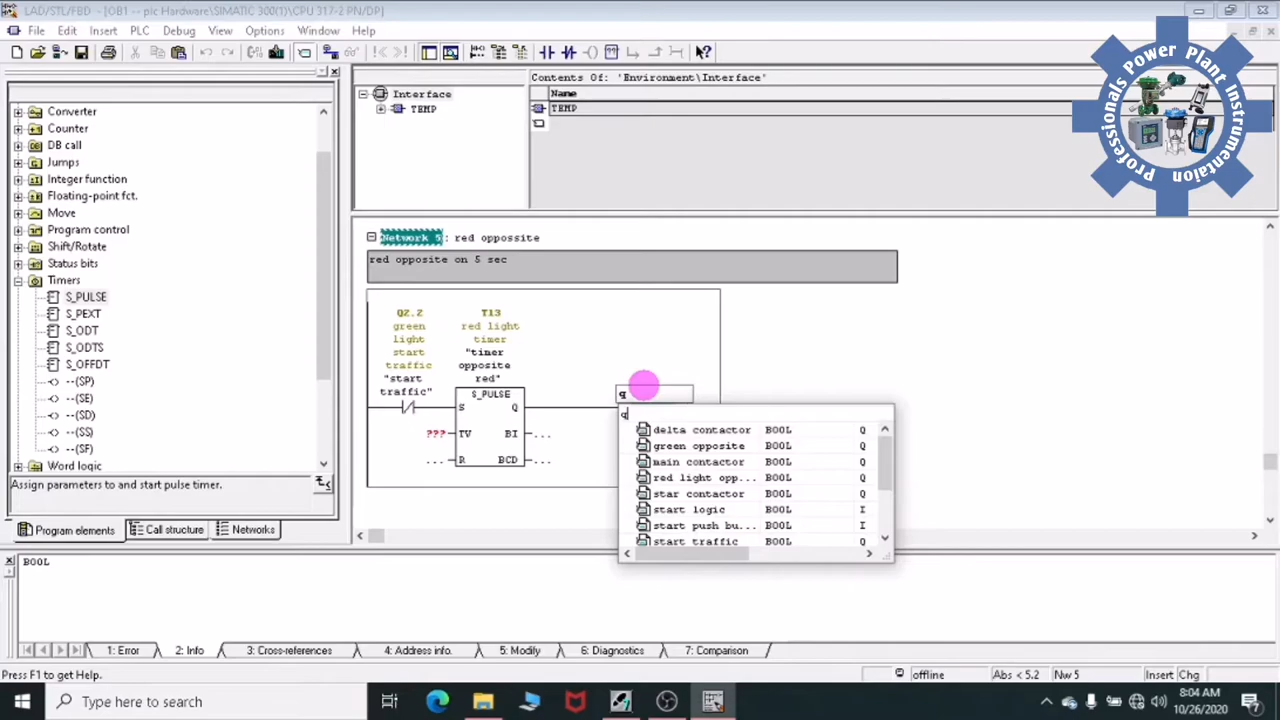 LAD/STL/FBD - [OB1 -- plc Hardware\SIMATIC 300(1)\CPU 317-2 PN/DP]
File Edit Insert PLC Debug View Options Window Help
Contents Of: 'Environment\Interface'
Interface
TEMP
Name
TEMP
Professionals Power Plant Instrumentaion
Converter
Counter
DB call
Jumps
Integer function
Floating-point fct.
Move
Program control
Shift/Rotate
Status bits
Timers
S_PULSE
S_PEXT
S_ODT
S_ODTS
S_OFFDT
--(SP)
--(SE)
--(SD)
--(SS)
--(SF)
Word logic
Assign parameters to and start pulse timer.
Program elements Call structure Networks
Network 5: red oppossite
red opposite on 5 sec
Q2.2
green
light
start
traffic
"start
traffic"
T13
red light
timer
"timer
opposite
red"
S_PULSE
S Q
??? TV BI ...
... R BCD ...
q
q
delta contactor BOOL Q
green opposite BOOL Q
main contactor BOOL Q
red light opp... BOOL Q
star contactor BOOL Q
start logic BOOL I
start push bu... BOOL I
start traffic BOOL Q
BOOL
1: Error 2: Info 3: Cross-references 4: Address info. 5: Modify 6: Diagnostics 7: Comparison
Press F1 to get Help.
offline Abs < 5.2 Nw 5 Insert Chg
Type here to search
8:04 AM
10/26/2020
7